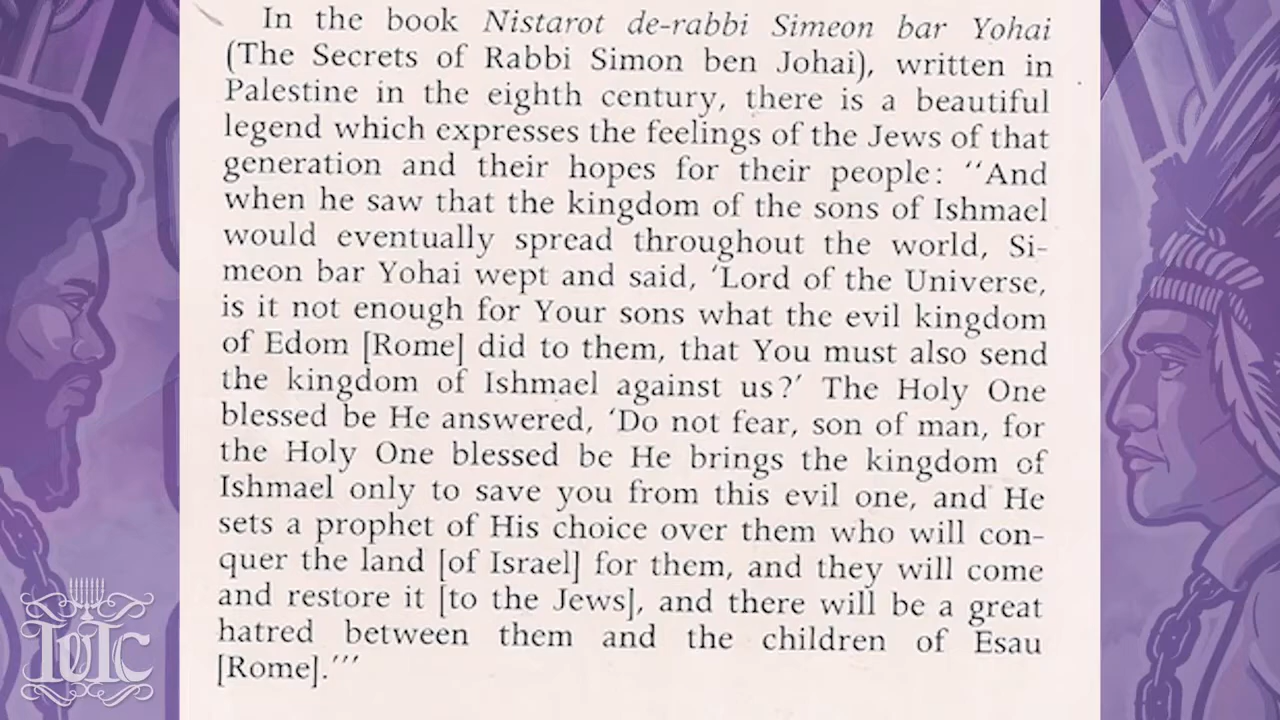 In the book Nistarot de-rabbi Simeon bar Yohai
(The Secrets of Rabbi Simon ben Johai), written in
Palestine in the eighth century, there is a beautiful
legend which expresses the feelings of the Jews of that
generation and their hopes for their people: ‘‘And
when he saw that the kingdom of the sons of Ishmael
would eventually spread throughout the world, Si-
meon bar Yohai wept and said, ‘Lord of the Universe,
is it not enough for Your sons what the evil kingdom
of Edom [Rome] did to them, that You must also send
the kingdom of Ishmael against us?’ The Holy One
blessed be He answered, ‘Do not fear, son of man, for
the Holy One blessed be He brings the kingdom of
Ishmael only to save you from this evil one, and He
sets a prophet of His choice over them who will con-
quer the land [of Israel] for them, and they will come
and restore it [to the Jews], and there will be a great
hatred between them and the children of Esau
[Rome].’’’
IUIC